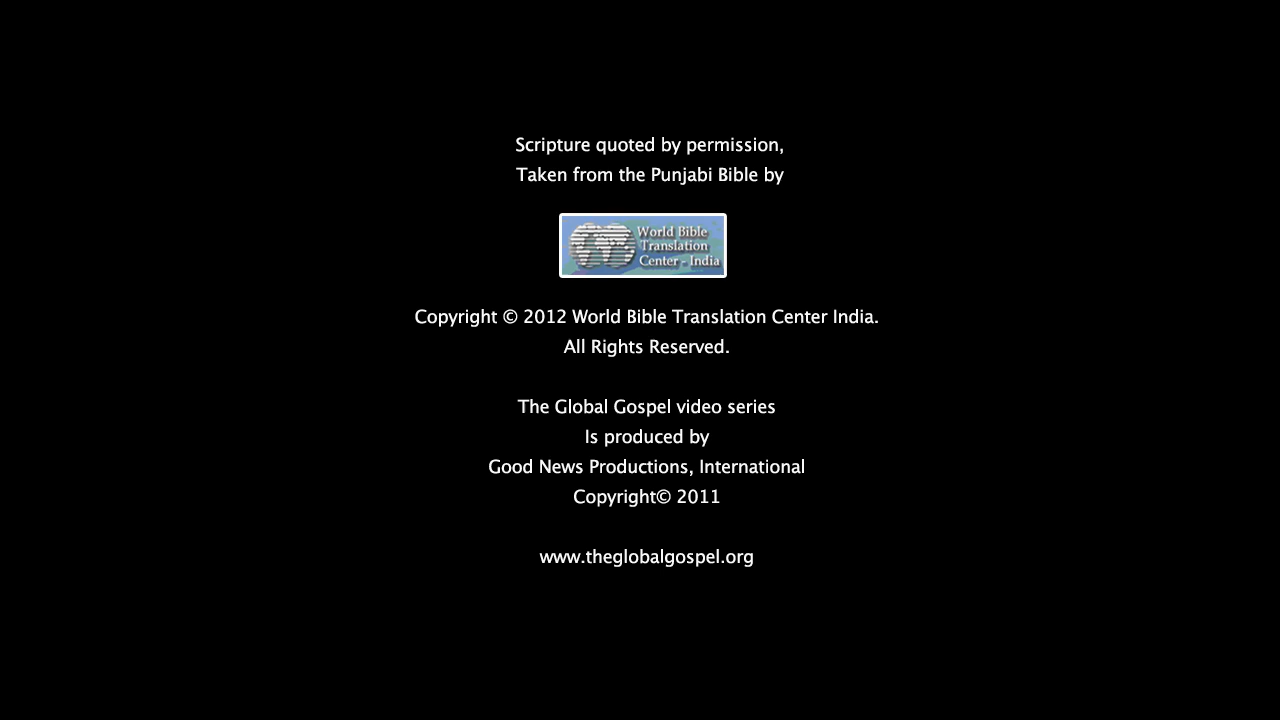 Scripture quoted by permission,
Taken from the Punjabi Bible by
World Bible
Translation
Center - India
Copyright © 2012 World Bible Translation Center India.
All Rights Reserved.
The Global Gospel video series
Is produced by
Good News Productions, International
Copyright© 2011
www.theglobalgospel.org